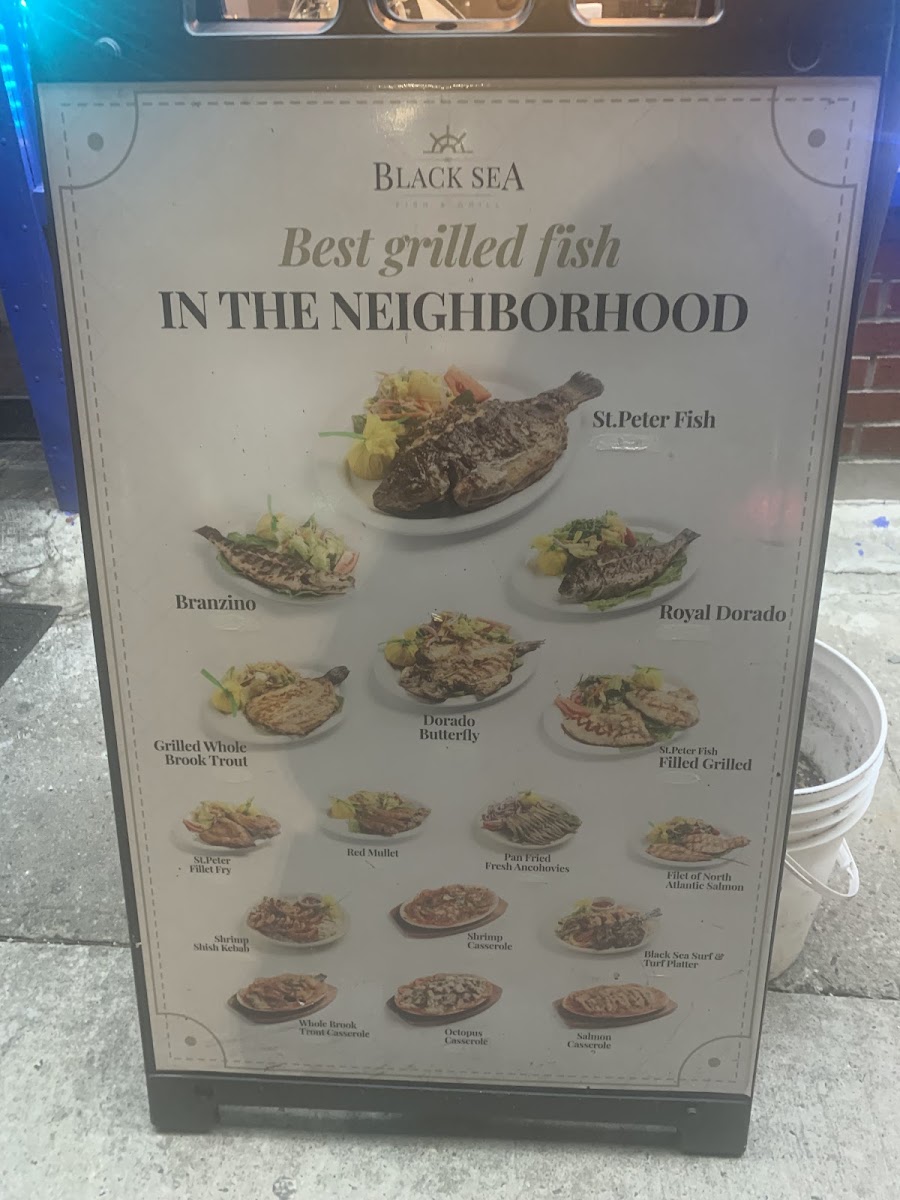 BLACK SEA
FISH & GRILL
Best grilled fish
IN THE NEIGHBORHOOD
St.Peter Fish
Branzino
Royal Dorado
Dorado
Butterfly
Grilled Whole
Brook Trout
St.Peter Fish
Filled Grilled
St.Peter
Fillet Fry
Red Mullet
Pan Fried
Fresh Ancohovies
Filet of North
Atlantic Salmon
Shrimp
Shish Kebab
Shrimp
Casserole
Black Sea Surf &
Turf Platter
Whole Brook
Trout Casserole
Octopus
Casserole
Salmon
Casserole